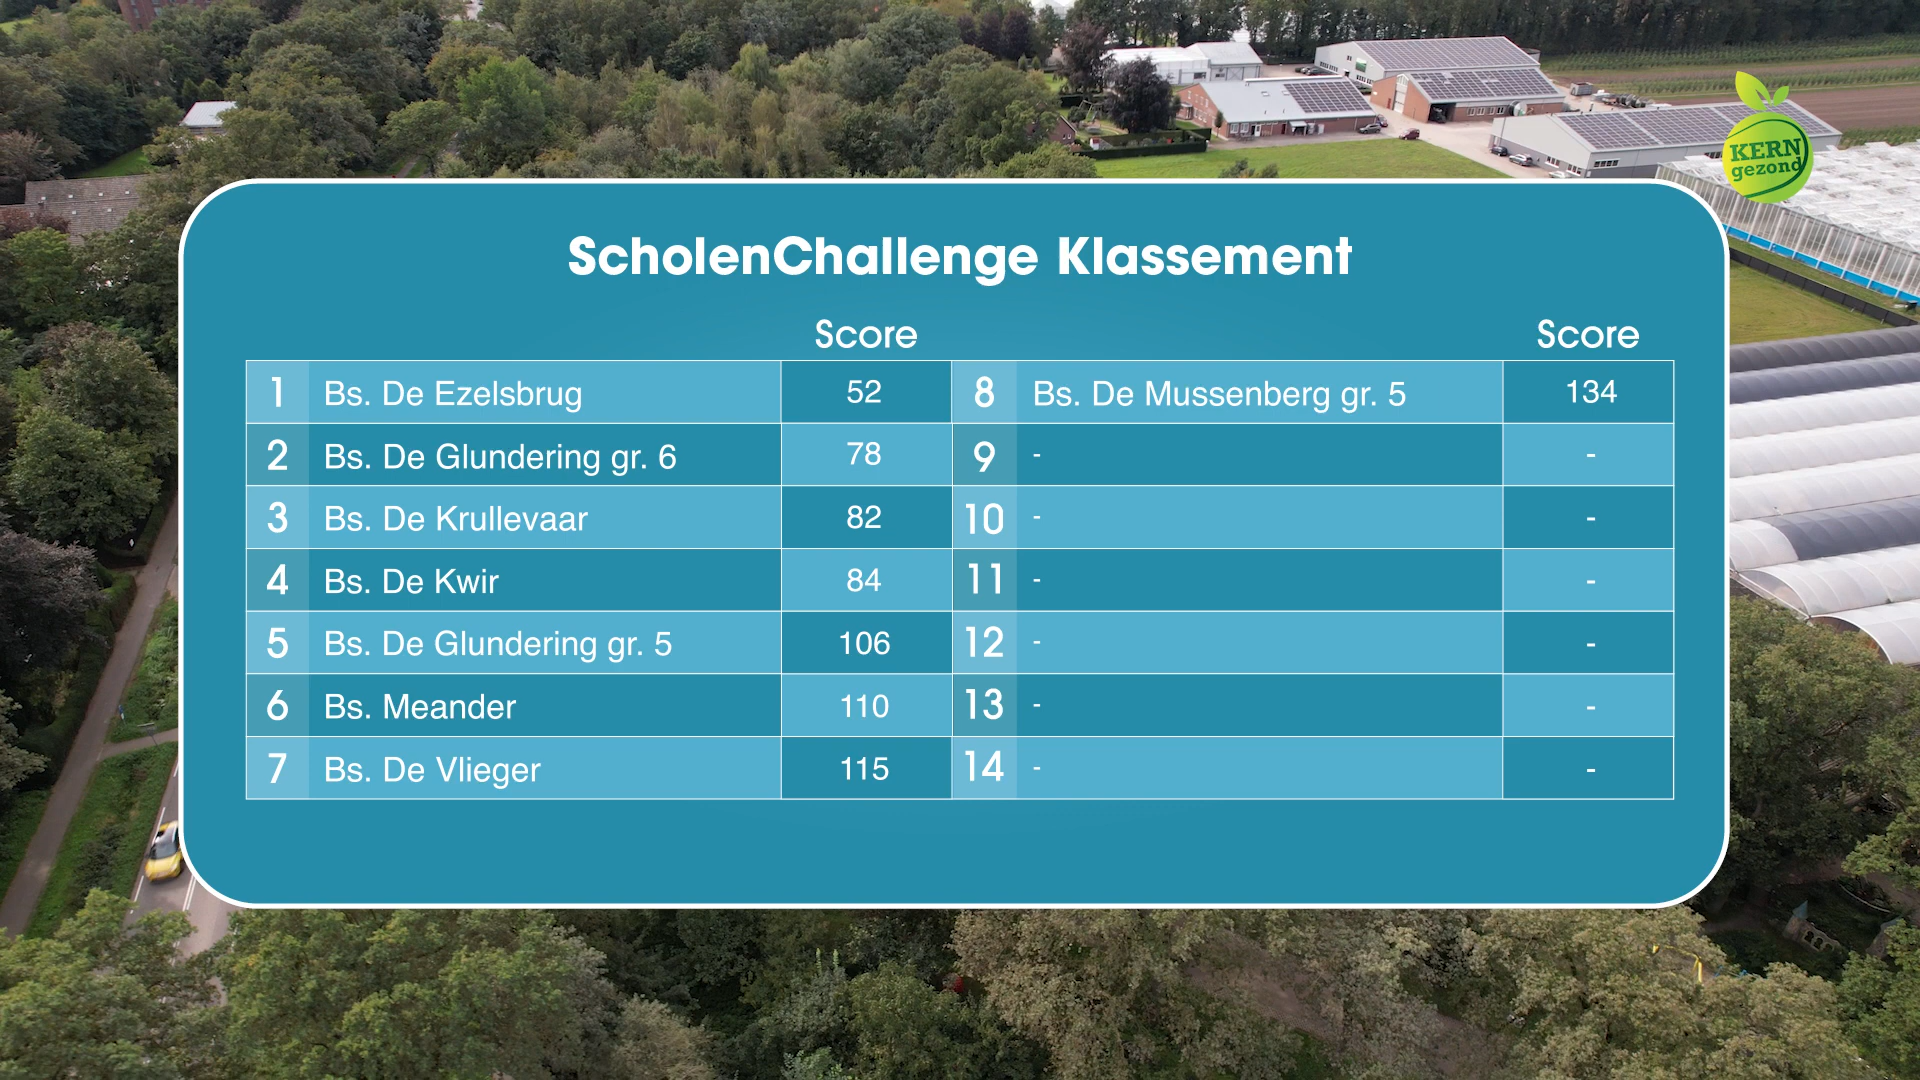 KERN
gezond
ScholenChallenge Klassement
Score
Score
1 Bs. De Ezelsbrug 52
2 Bs. De Glundering gr. 6 78
3 Bs. De Krullevaar 82
4 Bs. De Kwir 84
5 Bs. De Glundering gr. 5 106
6 Bs. Meander 110
7 Bs. De Vlieger 115
8 Bs. De Mussenberg gr. 5 134
9 - -
10 - -
11 - -
12 - -
13 - -
14 - -